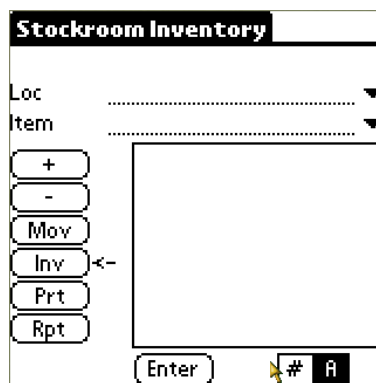 Stockroom Inventory
Loc
Item
+
-
Mov
Inv <-
Prt
Rpt
Enter # A